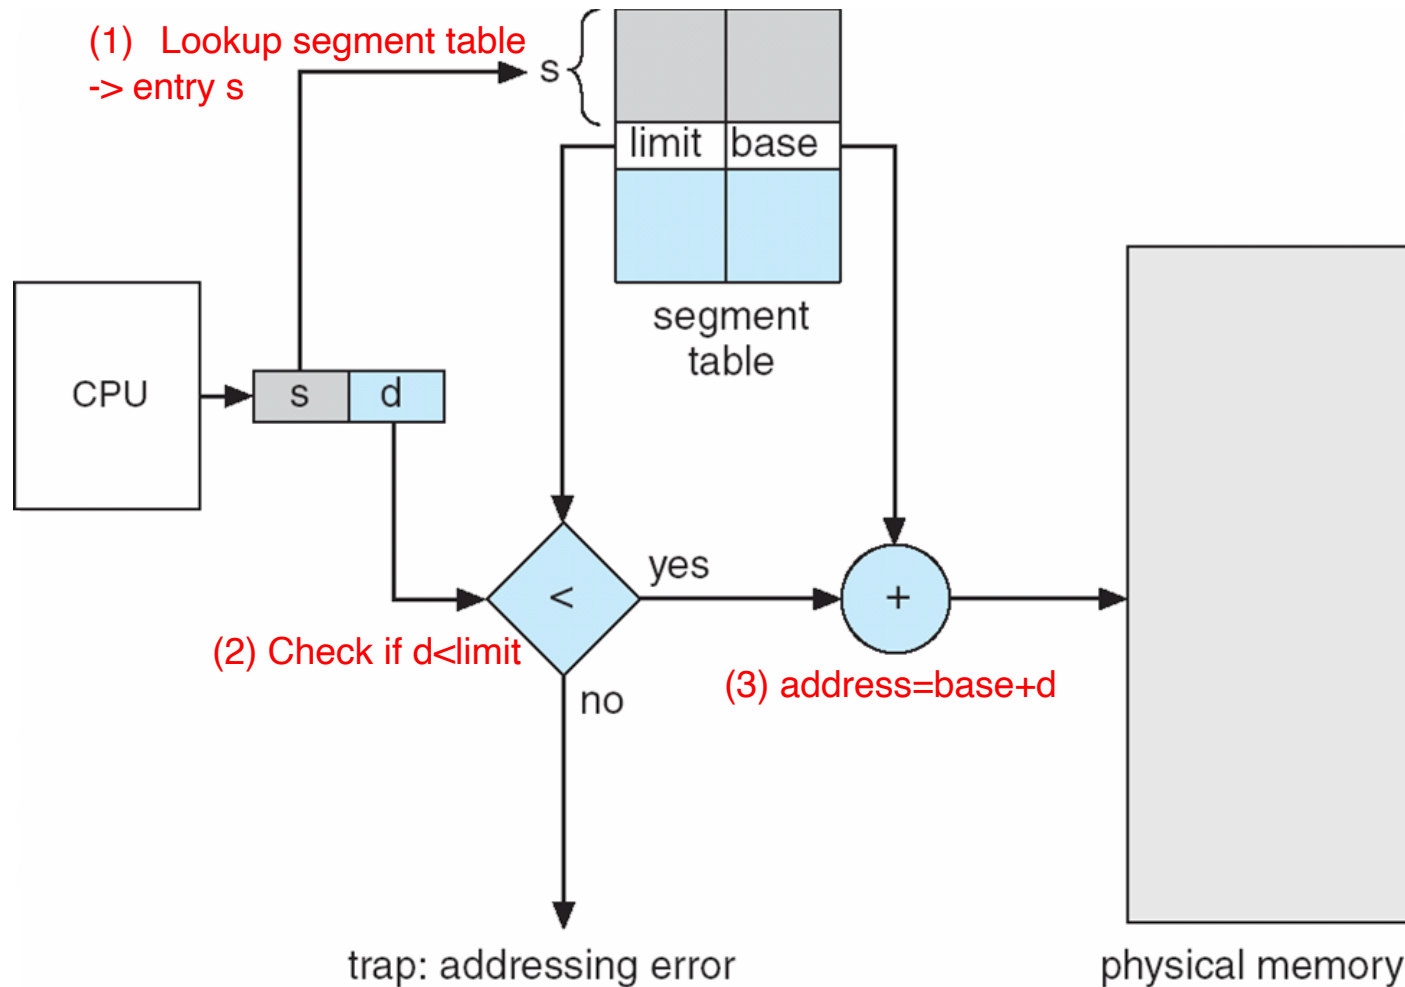 (1) Lookup segment table
-> entry s
s
limit base
segment
table
CPU
s d
<
yes
+
(2) Check if d<limit
(3) address=base+d
no
trap: addressing error
physical memory